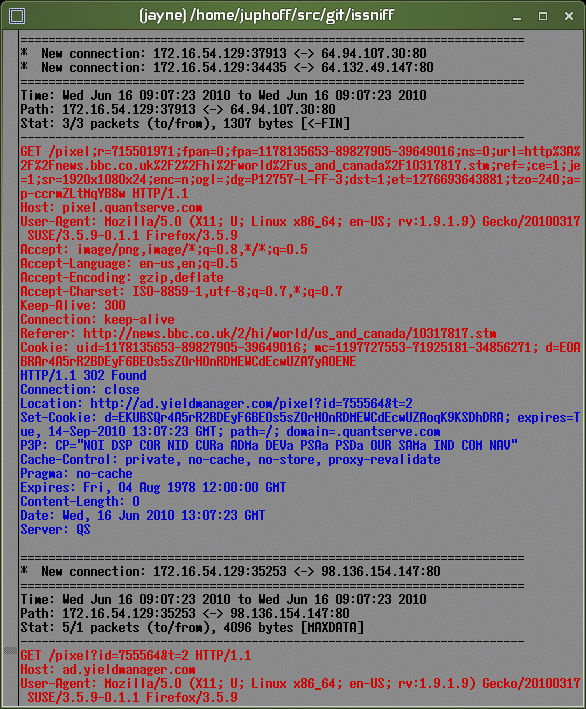 (jayne) /home/juphoff/src/git/issniff
========================================================================
*  New connection: 172.16.54.129:37913 <-> 64.94.107.30:80
*  New connection: 172.16.54.129:34435 <-> 64.132.49.147:80
========================================================================
Time: Wed Jun 16 09:07:23 2010 to Wed Jun 16 09:07:23 2010
Path: 172.16.54.129:37913 <-> 64.94.107.30:80
Stat: 3/3 packets (to/from), 1307 bytes [<-FIN]
------------------------------------------------------------------------
GET /pixel;r=715501971;fpan=0;fpa=1178135653-89827905-39649016;ns=0;url=http%3A%
2F%2Fnews.bbc.co.uk%2F2%2Fhi%2Fworld%2Fus_and_canada%2F10317817.stm;ref=;ce=1;je
=1;sr=1920x1080x24;enc=n;ogl=;dg=P12757-L-FF-3;dst=1;et=1276693643881;tzo=240;a=
p-ccrmZLtMqYB8w HTTP/1.1
Host: pixel.quantserve.com
User-Agent: Mozilla/5.0 (X11; U; Linux x86_64; en-US; rv:1.9.1.9) Gecko/20100317
SUSE/3.5.9-0.1.1 Firefox/3.5.9
Accept: image/png,image/*;q=0.8,*/*;q=0.5
Accept-Language: en-us,en;q=0.5
Accept-Encoding: gzip,deflate
Accept-Charset: ISO-8859-1,utf-8;q=0.7,*;q=0.7
Keep-Alive: 300
Connection: keep-alive
Referer: http://news.bbc.co.uk/2/hi/world/us_and_canada/10317817.stm
Cookie: uid=1178135653-89827905-39649016; mc=1197727553-71925181-34856271; d=EOA
BRAr4A5rR2BDEyF6BEOs5sZOrHOnRDMEWCdEcwUZA7yAOENE
HTTP/1.1 302 Found
Connection: close
Location: http://ad.yieldmanager.com/pixel?id=755564&t=2
Set-Cookie: d=EKUBSQr4A5rR2BDEyF6BEOs5sZOrHOnRDMEWCdEcwUZAoqK9KSDhDRA; expires=T
ue, 14-Sep-2010 13:07:23 GMT; path=/; domain=.quantserve.com
P3P: CP="NOI DSP COR NID CURa ADMa DEVa PSAa PSDa OUR SAMa IND COM NAV"
Cache-Control: private, no-cache, no-store, proxy-revalidate
Pragma: no-cache
Expires: Fri, 04 Aug 1978 12:00:00 GMT
Content-Length: 0
Date: Wed, 16 Jun 2010 13:07:23 GMT
Server: QS
========================================================================
*  New connection: 172.16.54.129:35253 <-> 98.136.154.147:80
========================================================================
Time: Wed Jun 16 09:07:23 2010 to Wed Jun 16 09:07:23 2010
Path: 172.16.54.129:35253 <-> 98.136.154.147:80
Stat: 5/1 packets (to/from), 4096 bytes [MAXDATA]
------------------------------------------------------------------------
GET /pixel?id=755564&t=2 HTTP/1.1
Host: ad.yieldmanager.com
User-Agent: Mozilla/5.0 (X11; U; Linux x86_64; en-US; rv:1.9.1.9) Gecko/20100317
SUSE/3.5.9-0.1.1 Firefox/3.5.9